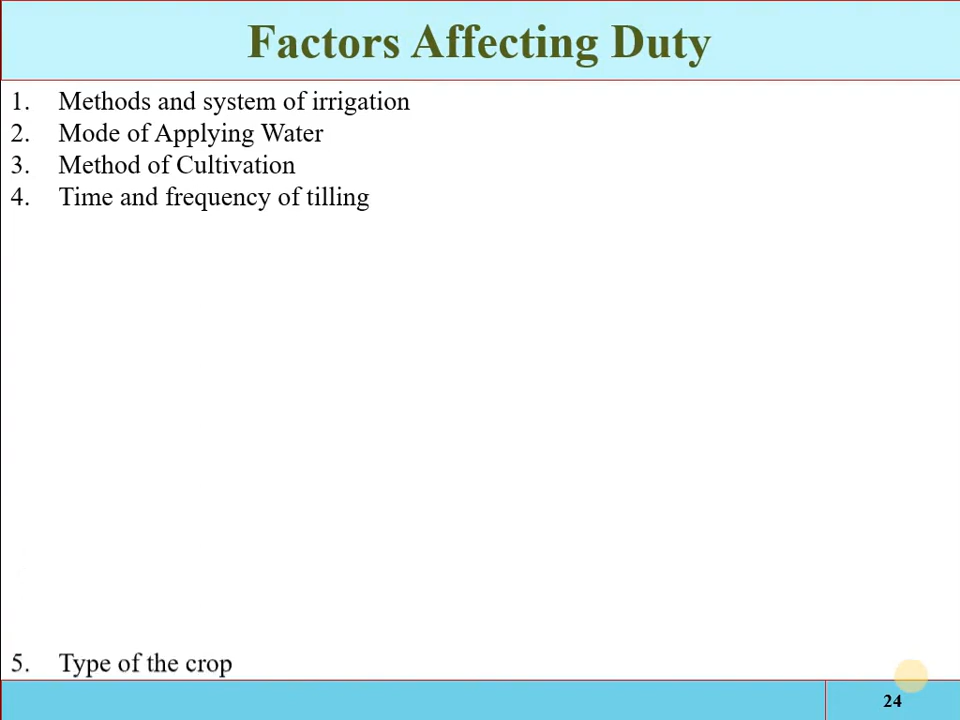 Factors Affecting Duty
1. Methods and system of irrigation
2. Mode of Applying Water
3. Method of Cultivation
4. Time and frequency of tilling
5. Type of the crop
24